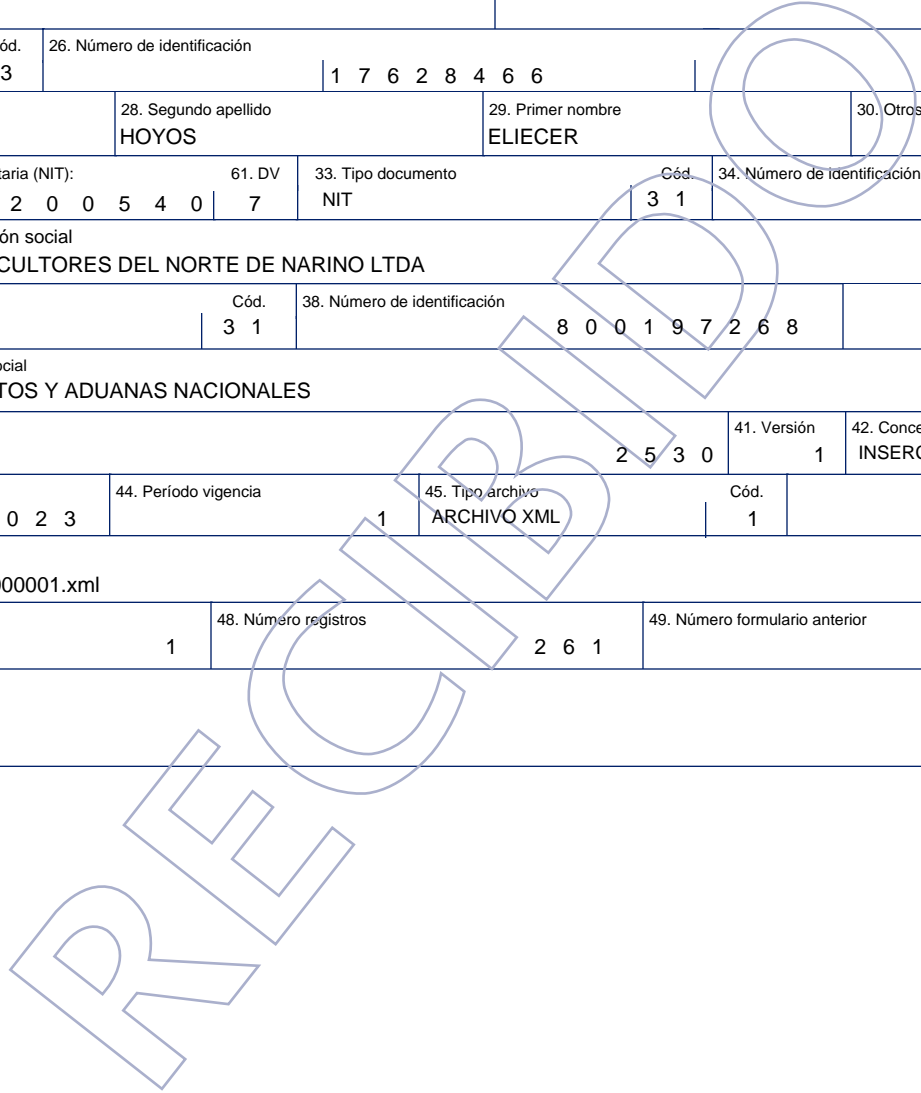 ód. 26. Número de identificación
3 1 7 6 2 8 4 6 6
28. Segundo apellido 29. Primer nombre 30. Otros
HOYOS ELIECER
taria (NIT): 61. DV 33. Tipo documento Cód. 34. Número de identificación
2 0 0 5 4 0 7 NIT 3 1
ón social
CULTORES DEL NORTE DE NARINO LTDA
Cód. 38. Número de identificación
3 1 8 0 0 1 9 7 2 6 8
ocial
TOS Y ADUANAS NACIONALES
41. Versión 42. Conce
2 5 3 0 1 INSERC
44. Período vigencia 45. Tipo archivo Cód.
0 2 3 1 ARCHIVO XML 1
000001.xml
48. Número registros 49. Número formulario anterior
1 2 6 1
RECIBIDO